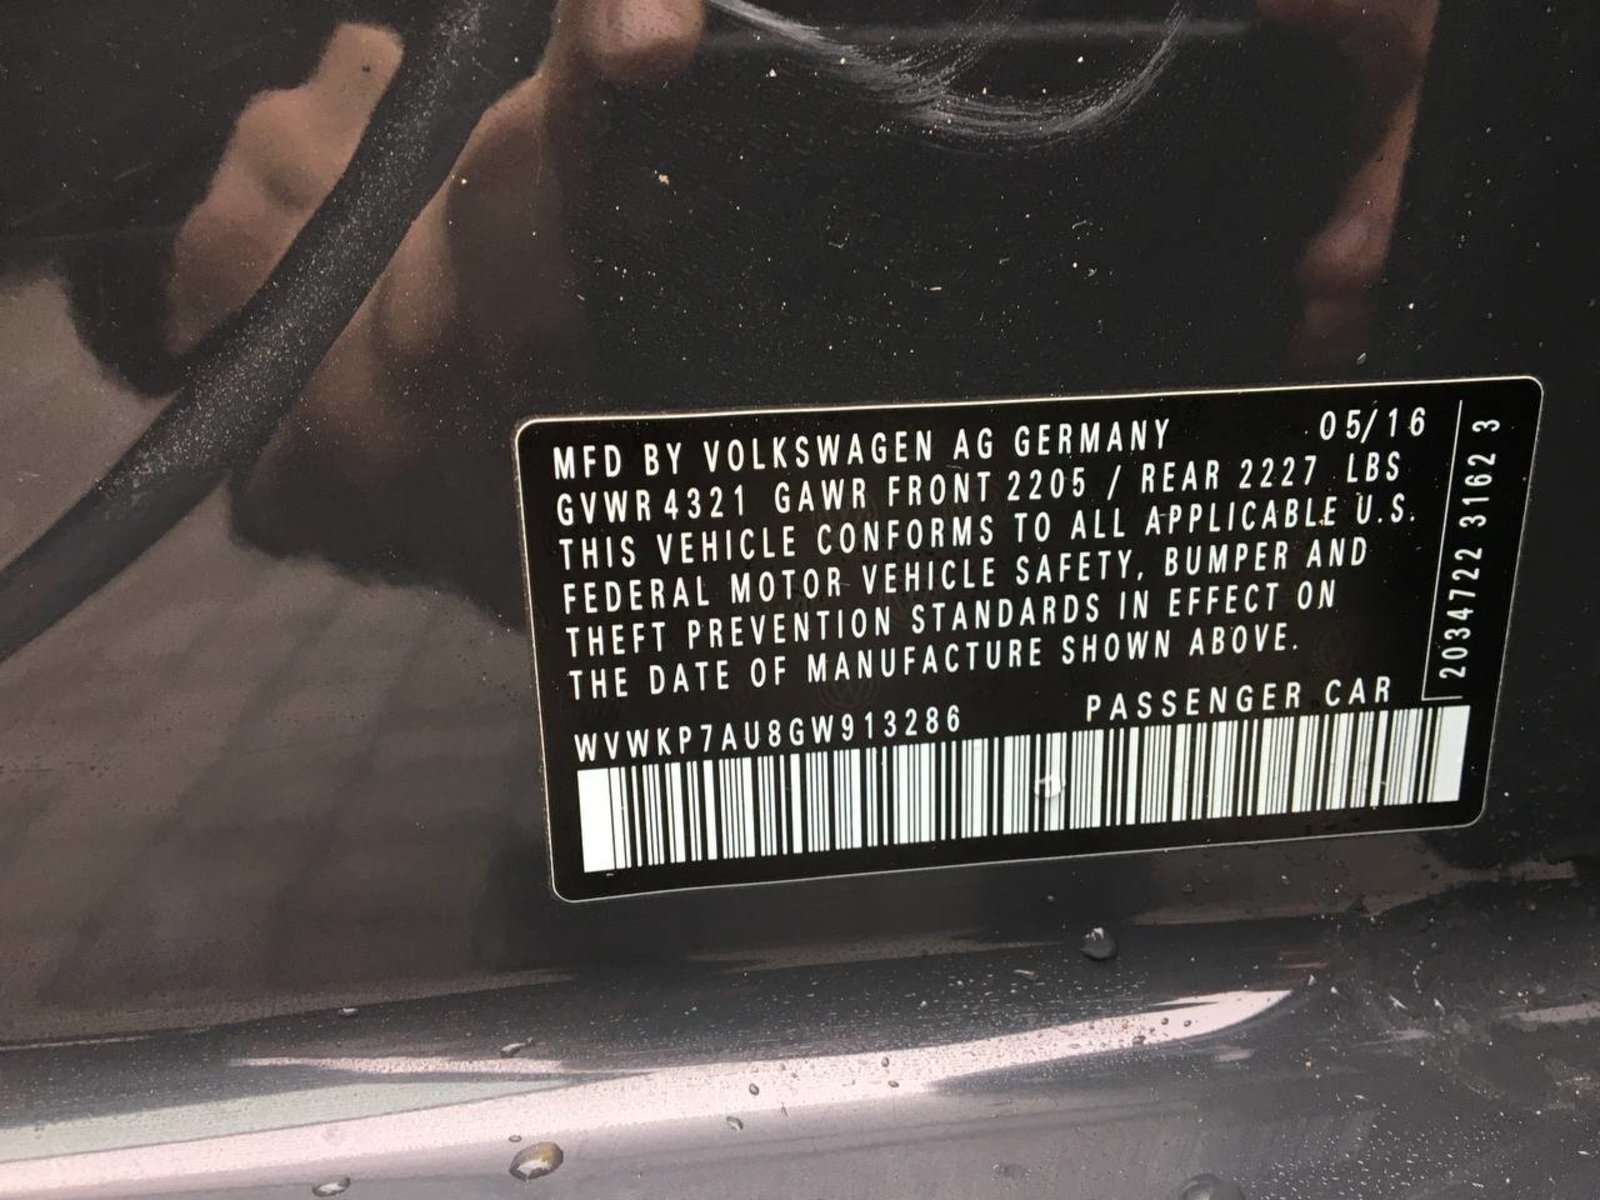 MFD BY VOLKSWAGEN AG GERMANY 05/16
GVWR 4321 GAWR FRONT 2205 / REAR 2227 LBS
THIS VEHICLE CONFORMS TO ALL APPLICABLE U.S.
FEDERAL MOTOR VEHICLE SAFETY, BUMPER AND
THEFT PREVENTION STANDARDS IN EFFECT ON
THE DATE OF MANUFACTURE SHOWN ABOVE.
WVWKP7AU8GW913286 PASSENGER CAR
2034722 3162 3